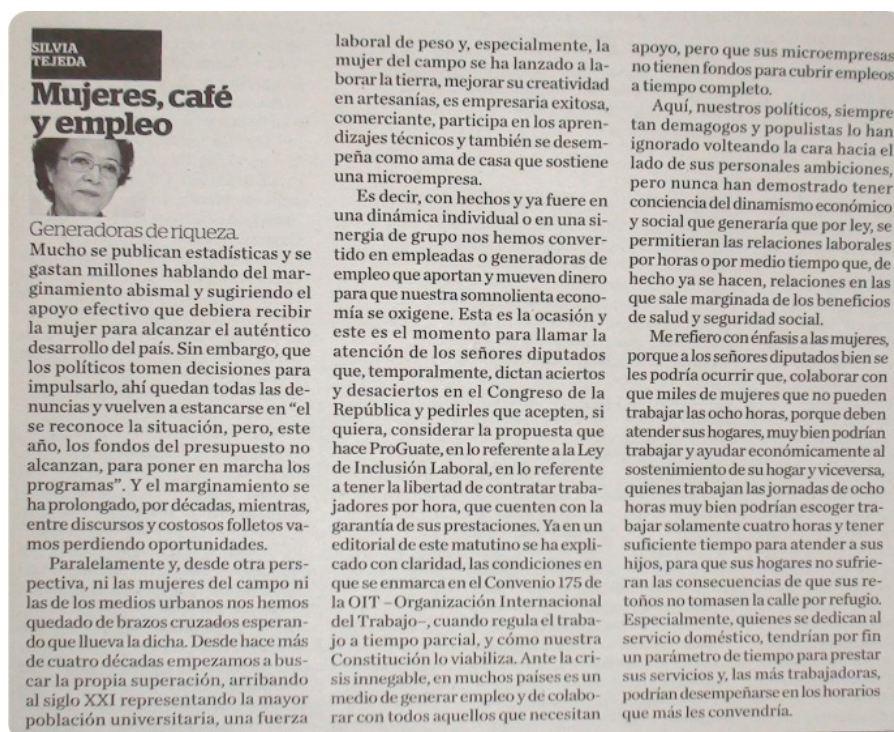 SILVIA
TEJEDA
Mujeres, café
y empleo
Generadoras de riqueza.
Mucho se publican estadísticas y se
gastan millones hablando del mar-
ginamiento abismal y sugiriendo el
apoyo efectivo que debiera recibir
la mujer para alcanzar el auténtico
desarrollo del país. Sin embargo, que
los políticos tomen decisiones para
impulsarlo, ahí quedan todas las de-
nuncias y vuelven a estancarse en “el
se reconoce la situación, pero, este
año, los fondos del presupuesto no
alcanzan, para poner en marcha los
programas”. Y el marginamiento se
ha prolongado, por décadas, mientras,
entre discursos y costosos folletos va-
mos perdiendo oportunidades.
Paralelamente y, desde otra pers-
pectiva, ni las mujeres del campo ni
las de los medios urbanos nos hemos
quedado de brazos cruzados esperan-
do que llueva la dicha. Desde hace más
de cuatro décadas empezamos a bus-
car la propia superación, arribando
al siglo XXI representando la mayor
población universitaria, una fuerza
laboral de peso y, especialmente, la
mujer del campo se ha lanzado a la-
borar la tierra, mejorar su creatividad
en artesanías, es empresaria exitosa,
comerciante, participa en los apren-
dizajes técnicos y también se desem-
peña como ama de casa que sostiene
una microempresa.
Es decir, con hechos y ya fuere en
una dinámica individual o en una si-
nergia de grupo nos hemos conver-
tido en empleadas o generadoras de
empleo que aportan y mueven dinero
para que nuestra somnolienta econo-
mía se oxigene. Esta es la ocasión y
este es el momento para llamar la
atención de los señores diputados
que, temporalmente, dictan aciertos
y desaciertos en el Congreso de la
República y pedirles que acepten, si
quiera, considerar la propuesta que
hace ProGuate, en lo referente a la Ley
de Inclusión Laboral, en lo referente
a tener la libertad de contratar traba-
jadores por hora, que cuenten con la
garantía de sus prestaciones. Ya en un
editorial de este matutino se ha expli-
cado con claridad, las condiciones en
que se enmarca en el Convenio 175 de
la OIT –Organización Internacional
del Trabajo–, cuando regula el traba-
jo a tiempo parcial, y cómo nuestra
Constitución lo viabiliza. Ante la cri-
sis innegable, en muchos países es un
medio de generar empleo y de colabo-
rar con todos aquellos que necesitan
apoyo, pero que sus microempresas
no tienen fondos para cubrir empleos
a tiempo completo.
Aquí, nuestros políticos, siempre
tan demagogos y populistas lo han
ignorado volteando la cara hacia el
lado de sus personales ambiciones,
pero nunca han demostrado tener
conciencia del dinamismo económico
y social que generaría que por ley, se
permitieran las relaciones laborales
por horas o por medio tiempo que, de
hecho ya se hacen, relaciones en las
que sale marginada de los beneficios
de salud y seguridad social.
Me refiero con énfasis a las mujeres,
porque a los señores diputados bien se
les podría ocurrir que, colaborar con
que miles de mujeres que no pueden
trabajar las ocho horas, porque deben
atender sus hogares, muy bien podrían
trabajar y ayudar económicamente al
sostenimiento de su hogar y viceversa,
quienes trabajan las jornadas de ocho
horas muy bien podrían escoger tra-
bajar solamente cuatro horas y tener
suficiente tiempo para atender a sus
hijos, para que sus hogares no sufrie-
ran las consecuencias de que sus re-
toños no tomasen la calle por refugio.
Especialmente, quienes se dedican al
servicio doméstico, tendrían por fin
un parámetro de tiempo para prestar
sus servicios y, las más trabajadoras,
podrían desempeñarse en los horarios
que más les convendría.